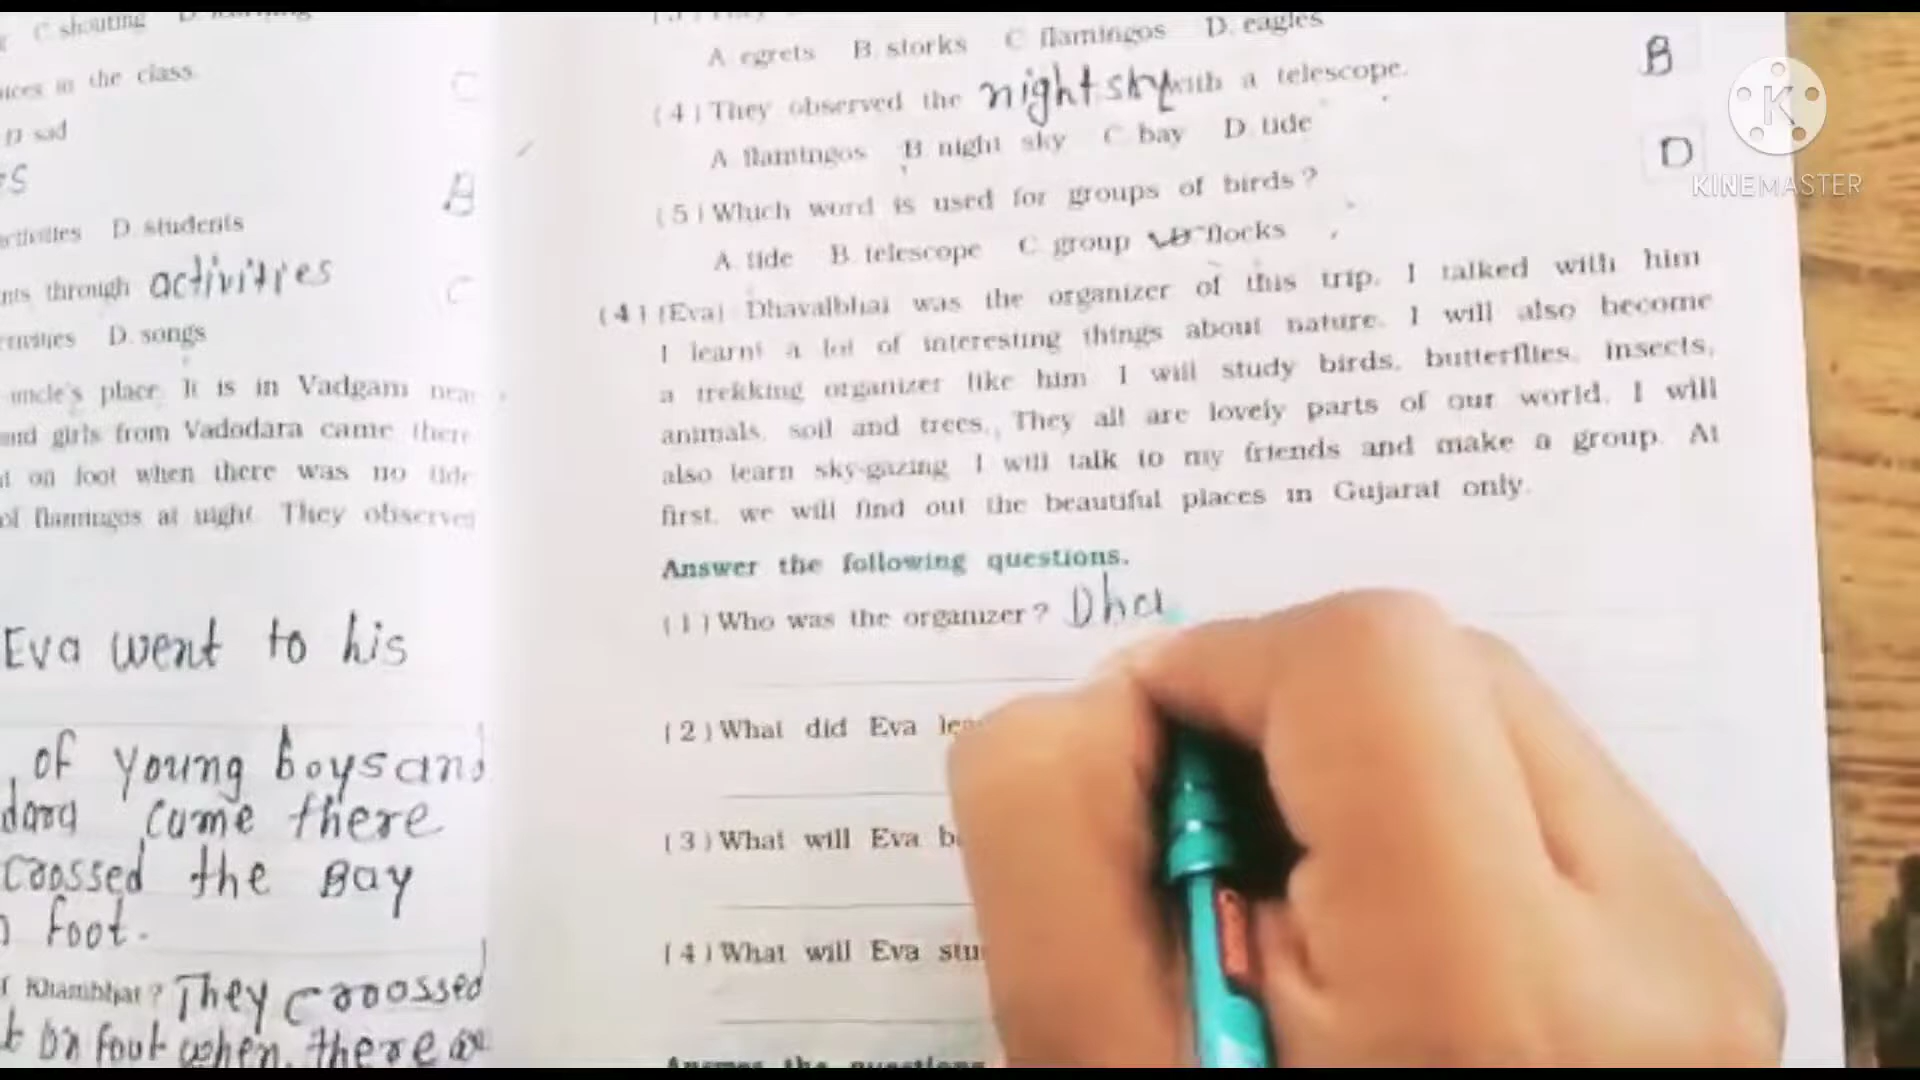 C shouting
in the class
C
D sad
B
activities D. students
through activities
C
D. songs
uncle's place. It is in Vadgam near
and girls from Vadodara came there
on foot when there was no tide
of flamingos at night. They observed
Eva went to his
of young boys and
came there
croossed the Bay
foot.
Khambhat? They croossed
on foot when there
A egrets B. storks C flamingos D. eagles
B
(4) They observed the night sky with a telescope.
A flamingos B night sky C bay D. tide
D
(5) Which word is used for groups of birds?
A. tide B. telescope C group D flocks
(4) (Eva) Dhavalbhai was the organizer of this trip. I talked with him
I learnt a lot of interesting things about nature. I will also become
a trekking organizer like him. I will study birds, butterflies, insects,
animals, soil and trees. They all are lovely parts of our world. I will
also learn sky-gazing. I will talk to my friends and make a group. At
first, we will find out the beautiful places in Gujarat only.
Answer the following questions.
(1) Who was the organizer? Dha
(2) What did Eva
(3) What will Eva
(4) What will Eva
Answer the questions
K
KINEMASTER